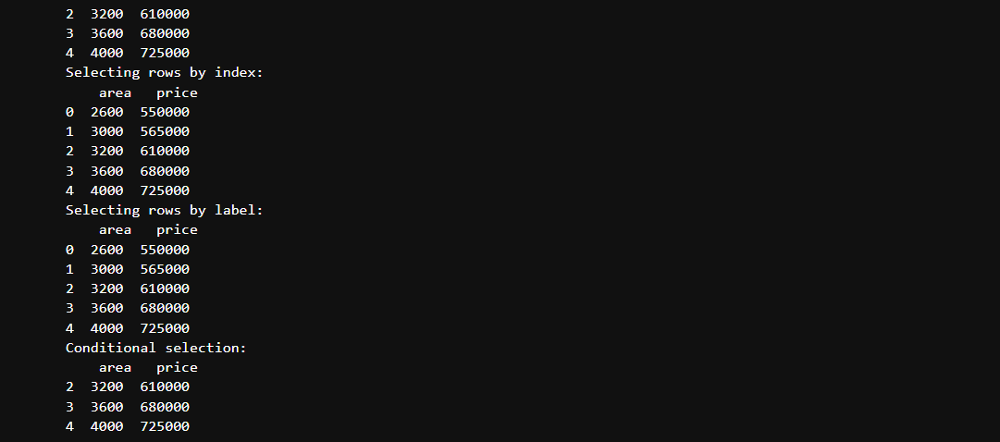 2  3200  610000
3  3600  680000
4  4000  725000
Selecting rows by index:
    area   price
0  2600  550000
1  3000  565000
2  3200  610000
3  3600  680000
4  4000  725000
Selecting rows by label:
    area   price
0  2600  550000
1  3000  565000
2  3200  610000
3  3600  680000
4  4000  725000
Conditional selection:
    area   price
2  3200  610000
3  3600  680000
4  4000  725000